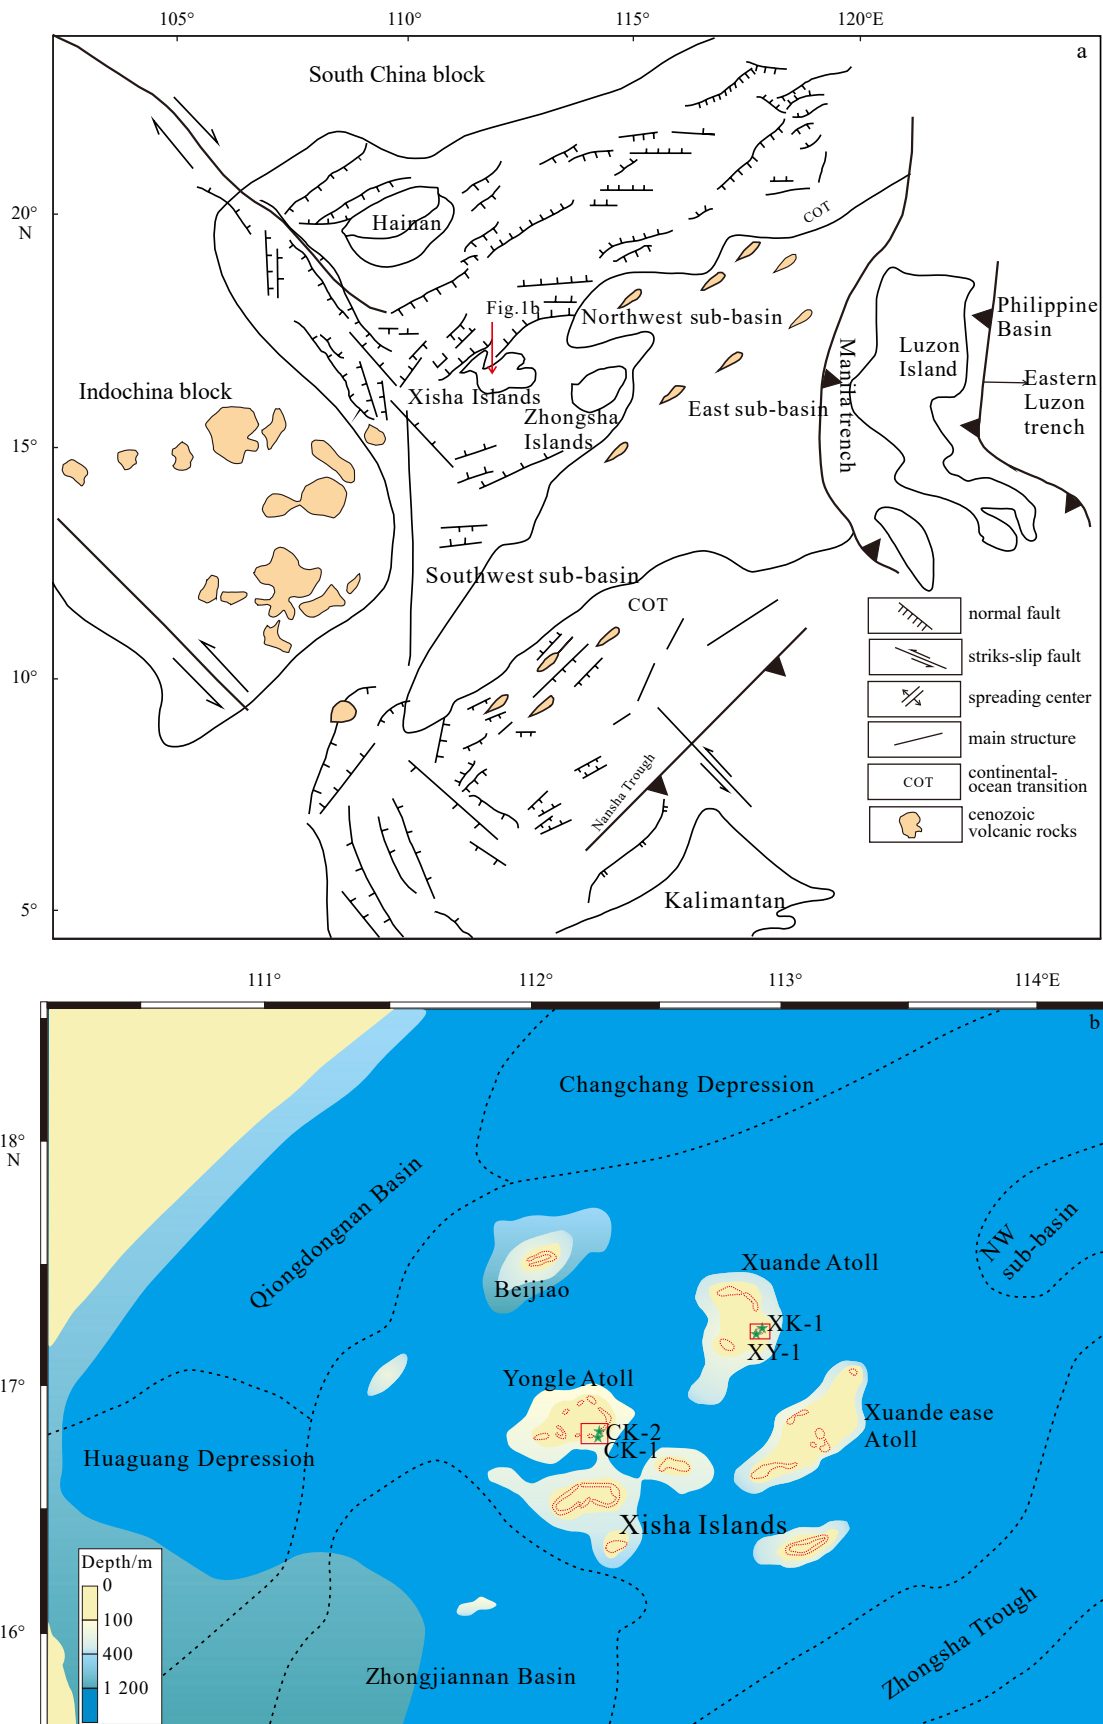 105°
110°
115°
120°E
a
South China block
20°
N
Hainan
COT
Fig.1b
Northwest sub-basin
Philippine
Basin
Luzon
Island
Manila trench
Eastern
Luzon
trench
Indochina block
Xisha Islands
Zhongsha
Islands
East sub-basin
15°
Southwest sub-basin
COT
normal fault
striks-slip fault
10°
spreading center
main structure
COT
continental-
ocean transition
cenozoic
volcanic rocks
Nansha Trough
Kalimantan
5°
111°
112°
113°
114°E
b
Changchang Depression
18°
N
Qiongdongnan Basin
NW
sub-basin
Beijiao
Xuande Atoll
XK-1
XY-1
17°
Yongle Atoll
Xuande ease
Atoll
CK-2
CK-1
Huaguang Depression
Xisha Islands
Depth/m
0
100
400
1 200
16°
Zhongjiannan Basin
Zhongsha Trough